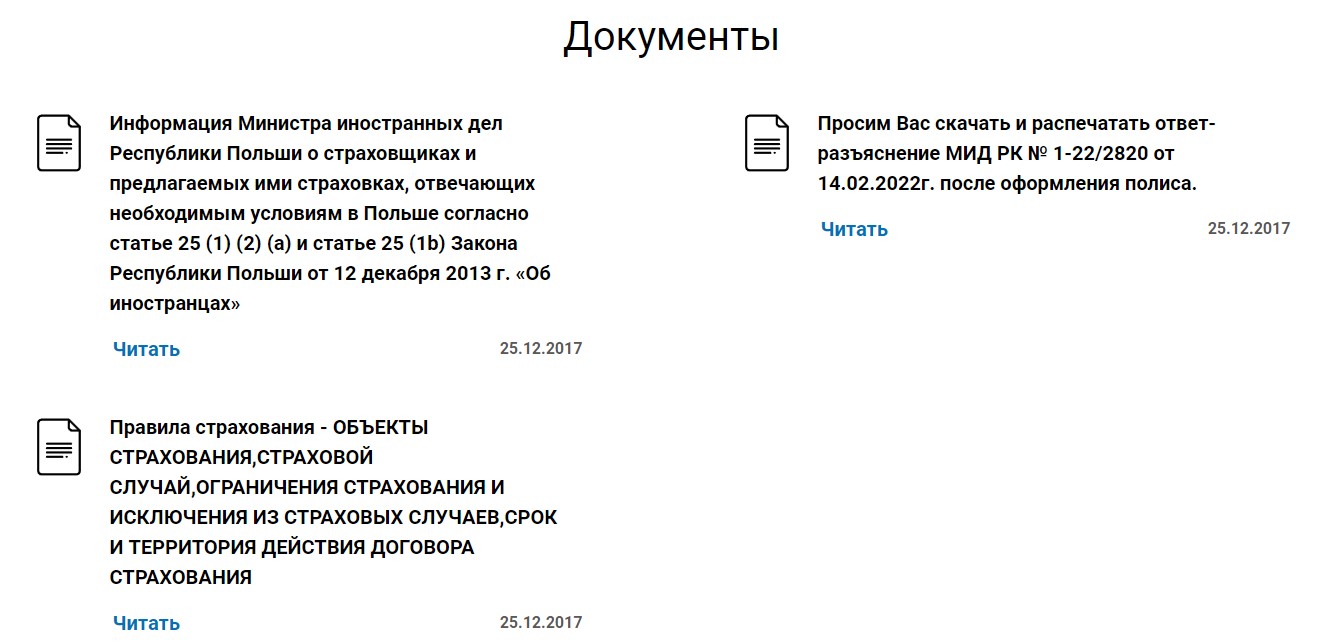 Документы
Информация Министра иностранных дел
Республики Польши о страховщиках и
предлагаемых ими страховках, отвечающих
необходимым условиям в Польше согласно
статье 25 (1) (2) (а) и статье 25 (1b) Закона
Республики Польши от 12 декабря 2013 г. «Об
иностранцах»
Читать 25.12.2017
Просим Вас скачать и распечатать ответ-
разъяснение МИД РК № 1-22/2820 от
14.02.2022г. после оформления полиса.
Читать 25.12.2017
Правила страхования - ОБЪЕКТЫ
СТРАХОВАНИЯ,СТРАХОВОЙ
СЛУЧАЙ,ОГРАНИЧЕНИЯ СТРАХОВАНИЯ И
ИСКЛЮЧЕНИЯ ИЗ СТРАХОВЫХ СЛУЧАЕВ,СРОК
И ТЕРРИТОРИЯ ДЕЙСТВИЯ ДОГОВОРА
СТРАХОВАНИЯ
Читать 25.12.2017